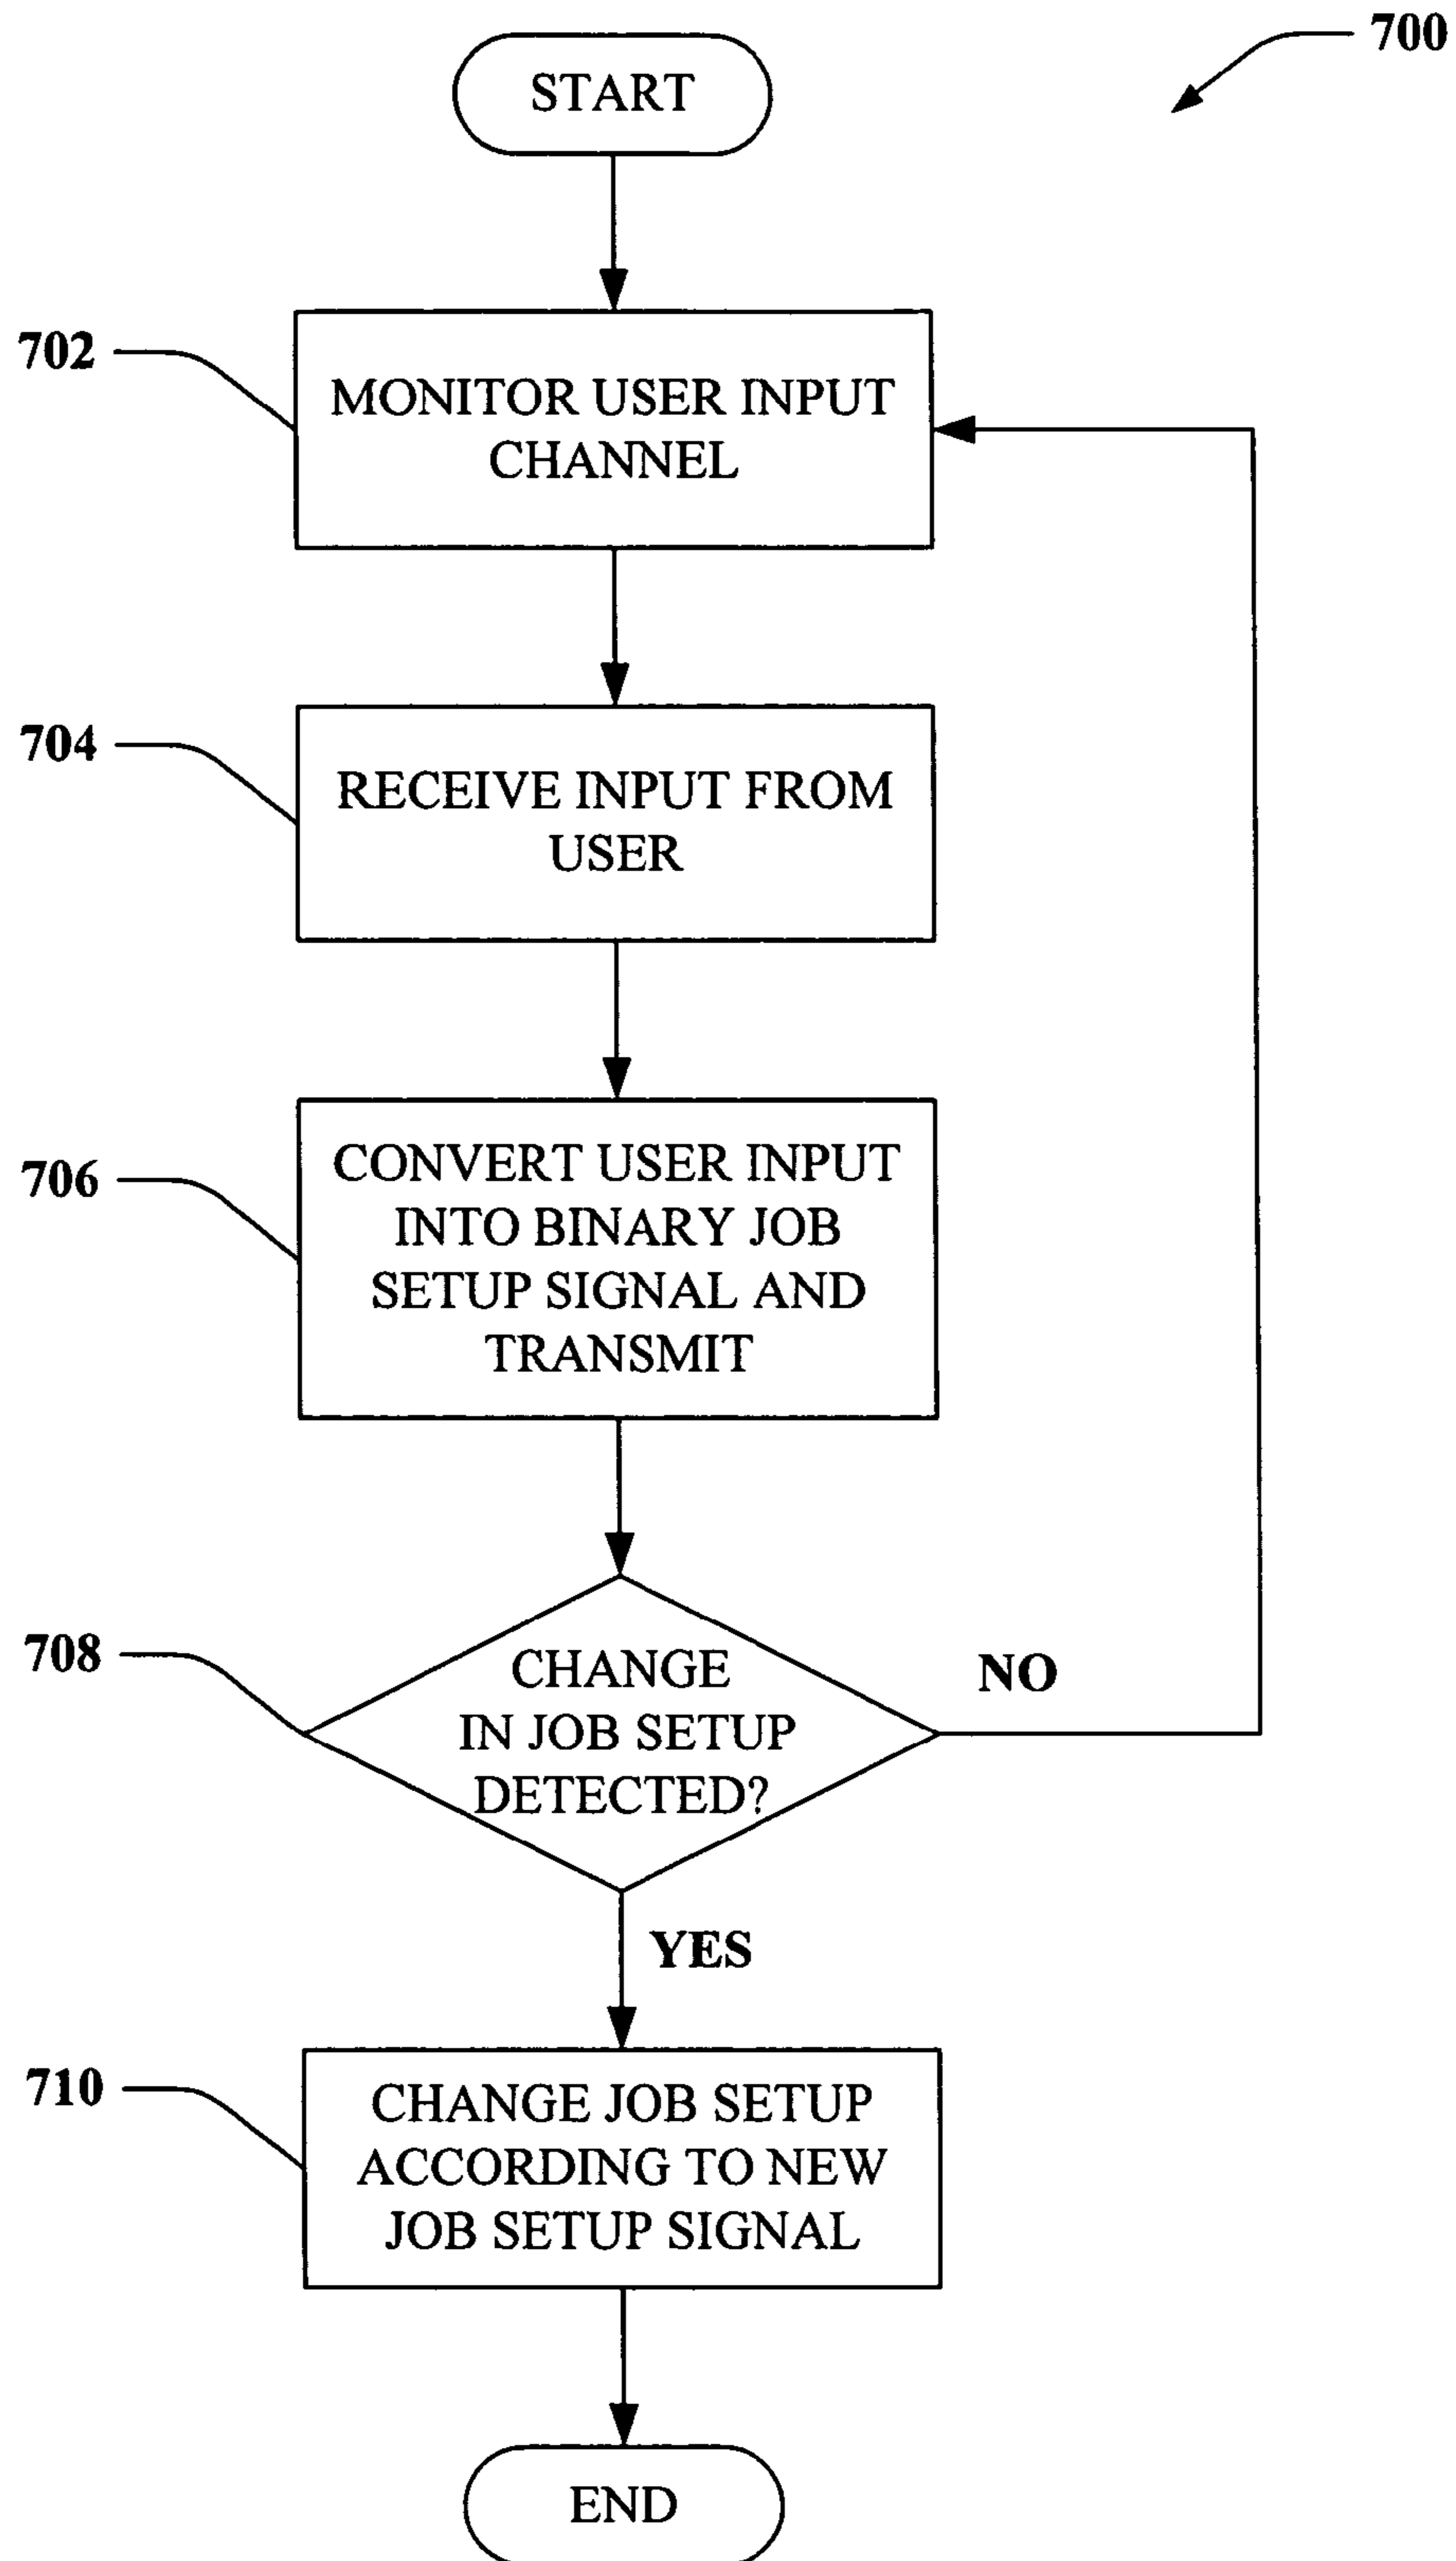 700
START
702
MONITOR USER INPUT
CHANNEL
704
RECEIVE INPUT FROM
USER
706
CONVERT USER INPUT
INTO BINARY JOB
SETUP SIGNAL AND
TRANSMIT
708
CHANGE
IN JOB SETUP
DETECTED?
NO
YES
710
CHANGE JOB SETUP
ACCORDING TO NEW
JOB SETUP SIGNAL
END